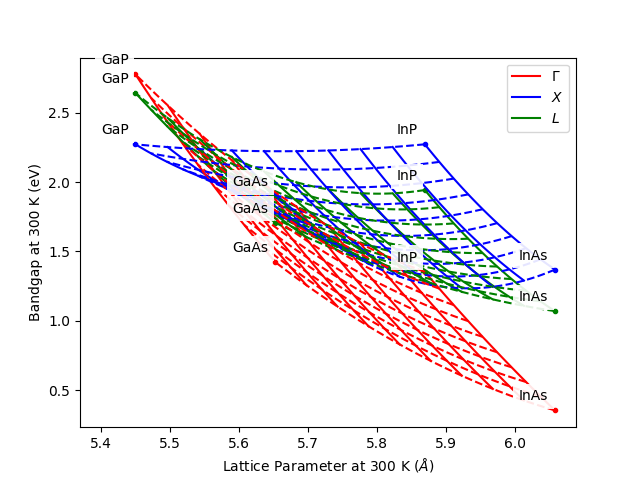 GaP
GaP
GaP
InP
InP
InP
GaAs
GaAs
GaAs
InAs
InAs
InAs
Γ
X
L
2.5
2.0
1.5
1.0
0.5
Bandgap at 300 K (eV)
5.4 5.5 5.6 5.7 5.8 5.9 6.0
Lattice Parameter at 300 K (Å)